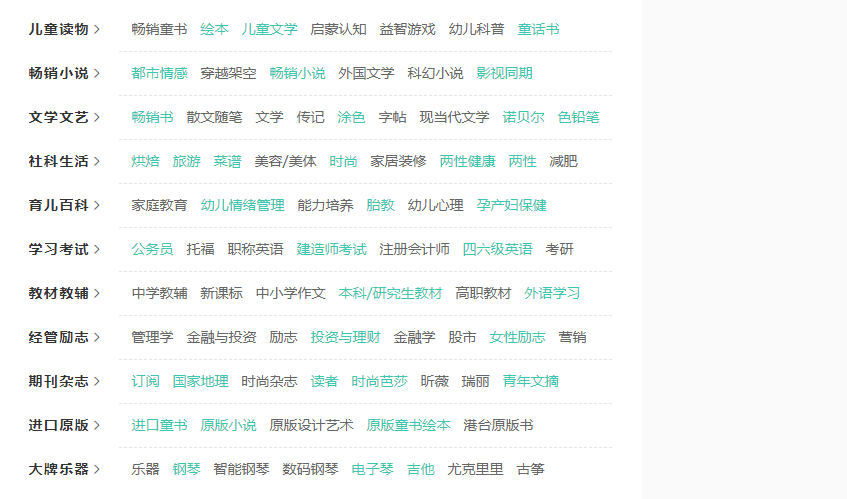 儿童读物 > 畅销童书 绘本 儿童文学 启蒙认知 益智游戏 幼儿科普 童话书
畅销小说 > 都市情感 穿越架空 畅销小说 外国文学 科幻小说 影视同期
文学文艺 > 畅销书 散文随笔 文学 传记 涂色 字帖 现当代文学 诺贝尔 色铅笔
社科生活 > 烘焙 旅游 菜谱 美容/美体 时尚 家居装修 两性健康 两性 减肥
育儿百科 > 家庭教育 幼儿情绪管理 能力培养 胎教 幼儿心理 孕产妇保健
学习考试 > 公务员 托福 职称英语 建造师考试 注册会计师 四六级英语 考研
教材教辅 > 中学教辅 新课标 中小学作文 本科/研究生教材 高职教材 外语学习
经管励志 > 管理学 金融与投资 励志 投资与理财 金融学 股市 女性励志 营销
期刊杂志 > 订阅 国家地理 时尚杂志 读者 时尚芭莎 昕薇 瑞丽 青年文摘
进口原版 > 进口童书 原版小说 原版设计艺术 原版童书绘本 港台原版书
大牌乐器 > 乐器 钢琴 智能钢琴 数码钢琴 电子琴 吉他 尤克里里 古筝